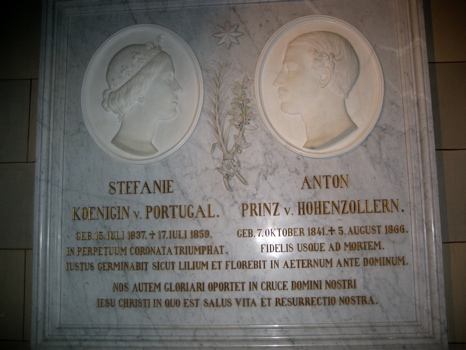 STEFANIE
KOENIGIN v. PORTUGAL.
GEB. 15. JULI 1837. ✝ 17. JULI 1859.
IN PERPETUUM CORONATA TRIUMPHAT.
ANTON
PRINZ v. HOHENZOLLERN.
GEB. 7. OKTOBER 1841. ✝ 5. AUGUST 1866.
FIDELIS USQUE AD MORTEM.
JUSTUS GERMINABIT SICUT LILIUM ET FLOREBIT IN AETERNUM ANTE DOMINUM.
NOS AUTEM GLORIARI OPORTET IN CRUCE DOMINI NOSTRI
IESU CHRISTI IN QUO EST SALUS VITA ET RESURRECTIO NOSTRA.